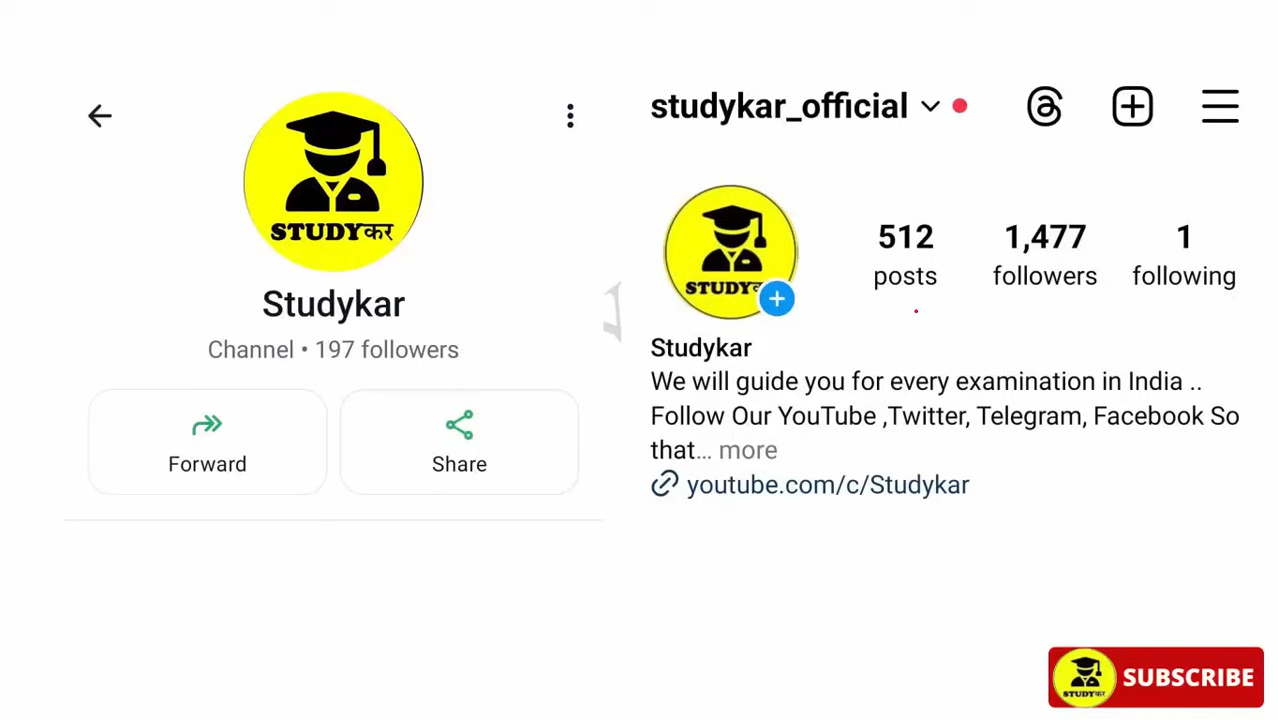 STUDYकर
Studykar
Channel • 197 followers
Forward
Share
studykar_official
512
posts
1,477
followers
1
following
STUDY
Studykar
We will guide you for every examination in India ..
Follow Our YouTube ,Twitter, Telegram, Facebook So
that… more
youtube.com/c/Studykar
STUDYकर
SUBSCRIBE